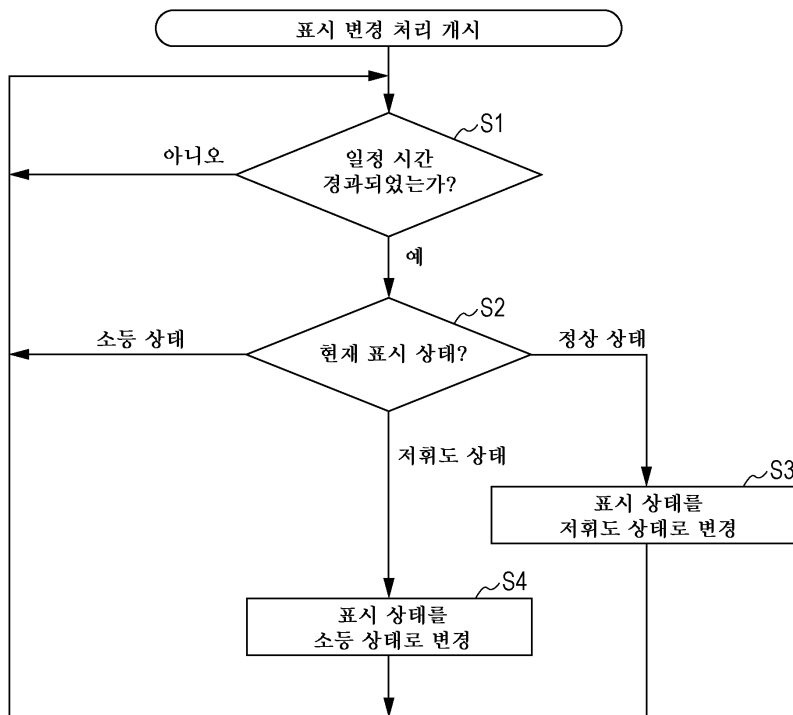 표시 변경 처리 개시
S1
아니오
일정 시간
경과되었는가?
예
S2
소등 상태
현재 표시 상태?
정상 상태
저휘도 상태
S3
표시 상태를
저휘도 상태로 변경
S4
표시 상태를
소등 상태로 변경